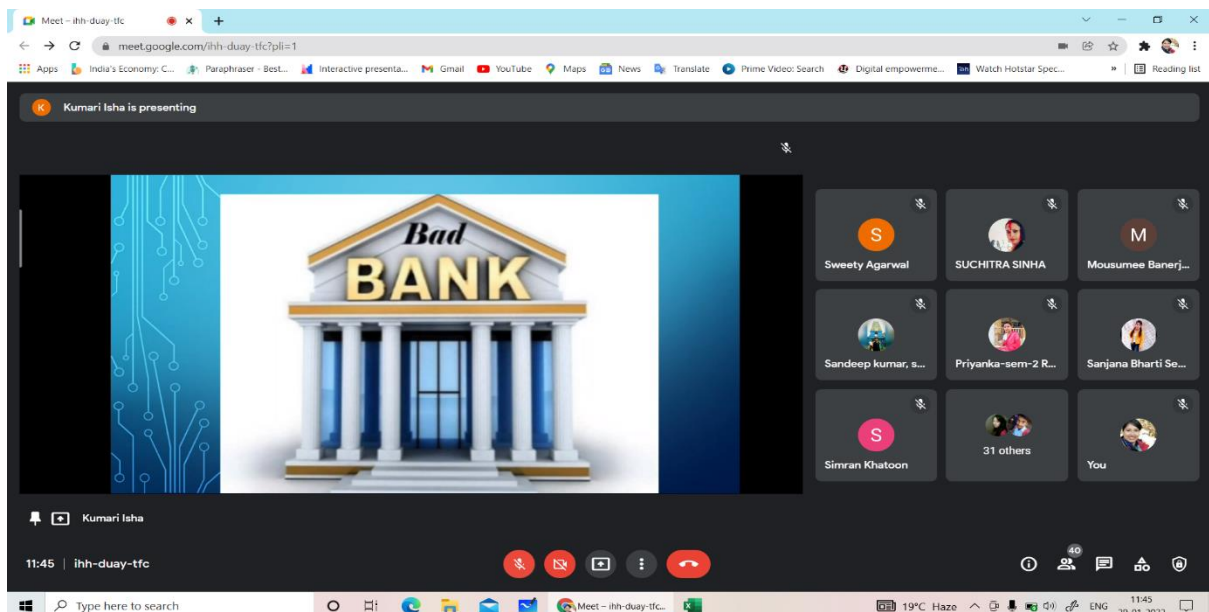 Meet – ihh-duay-tfc
meet.google.com/ihh-duay-tfc?pli=1
Apps India's Economy: C... Paraphraser - Best... Interactive presenta... Gmail YouTube Maps News Translate Prime Video: Search Digital empowerme... Watch Hotstar Spec... » Reading list
K Kumari Isha is presenting
Bad
BANK
S
Sweety Agarwal
SUCHITRA SINHA
M
Mousumee Banerj...
Sandeep kumar, s...
Priyanka-sem-2 R...
Sanjana Bharti Se...
S
Simran Khatoon
31 others
You
Kumari Isha
11:45 | ihh-duay-tfc
40
Type here to search
Meet – ihh-duay-tfc...
19°C Haze ENG 11:45